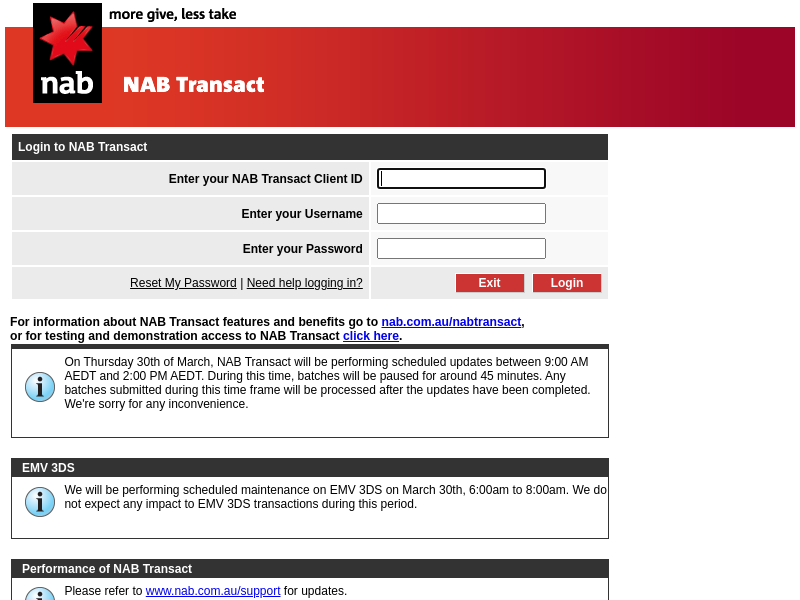 more give, less take
nab
NAB Transact
Login to NAB Transact
Enter your NAB Transact Client ID
Enter your Username
Enter your Password
Reset My Password | Need help logging in?
Exit
Login
For information about NAB Transact features and benefits go to nab.com.au/nabtransact,
or for testing and demonstration access to NAB Transact click here.
On Thursday 30th of March, NAB Transact will be performing scheduled updates between 9:00 AM
AEDT and 2:00 PM AEDT. During this time, batches will be paused for around 45 minutes. Any
batches submitted during this time frame will be processed after the updates have been completed.
We're sorry for any inconvenience.
EMV 3DS
We will be performing scheduled maintenance on EMV 3DS on March 30th, 6:00am to 8:00am. We do
not expect any impact to EMV 3DS transactions during this period.
Performance of NAB Transact
Please refer to www.nab.com.au/support for updates.